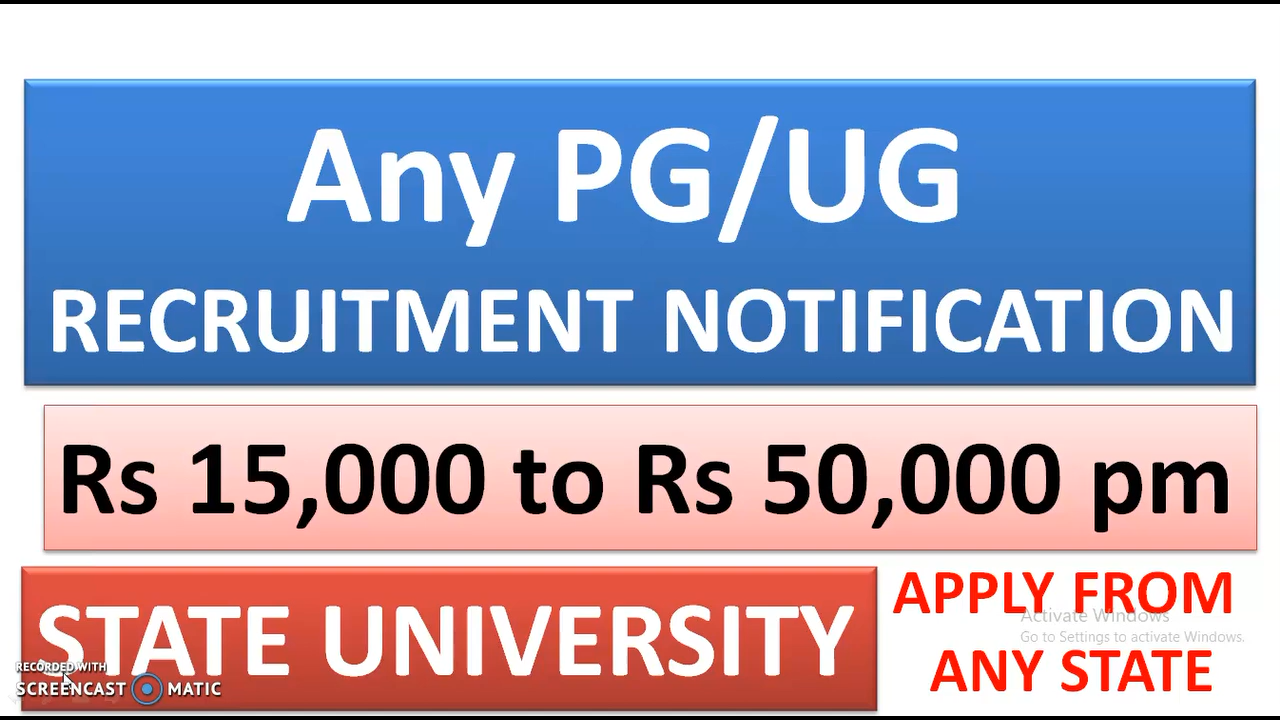 Any PG/UG
RECRUITMENT NOTIFICATION
Rs 15,000 to Rs 50,000 pm
STATE UNIVERSITY
APPLY FROM
ANY STATE
Activate Windows
Go to Settings to activate Windows.
RECORDED WITH
SCREENCAST MATIC